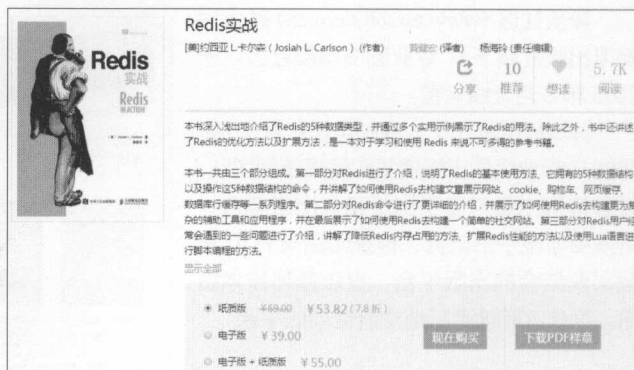 Redis
实战
Redis
IN ACTION
Redis实战
[美]约西亚 L.卡尔森（Josiah L. Carlson）(作者) 黄健宏(译者) 杨海玲(责任编辑)
分享
10
推荐
想读
5.7K
阅读
本书深入浅出地介绍了Redis的5种数据类型，并通过多个实用示例展示了Redis的用法。除此之外，书中还讲述
了Redis的优化方法以及扩展方法，是一本对于学习和使用 Redis 来说不可多得的参考书籍。
本书一共由三个部分组成。第一部分对Redis进行了介绍，说明了Redis的基本使用方法、它拥有的5种数据结构
以及操作这5种数据结构的命令，并讲解了如何使用Redis去构建文章展示网站、cookie、购物车、网页缓存、
数据库行缓存等一系列程序。第二部分对Redis命令进行了更详细的介绍，并展示了如何使用Redis去构建更为复
杂的辅助工具和应用程序，并在最后展示了如何使用Redis去构建一个简单的社交网站。第三部分对Redis用户经
常会遇到的一些问题进行了介绍，讲解了降低Redis内存占用的方法、扩展Redis性能的方法以及使用Lua语言进
行脚本编程的方法。
显示全部
纸质版 ¥69.00 ¥53.82 (7.8 折)
电子版 ¥39.00
现在购买
下载PDF样章
电子版 + 纸质版 ¥55.00